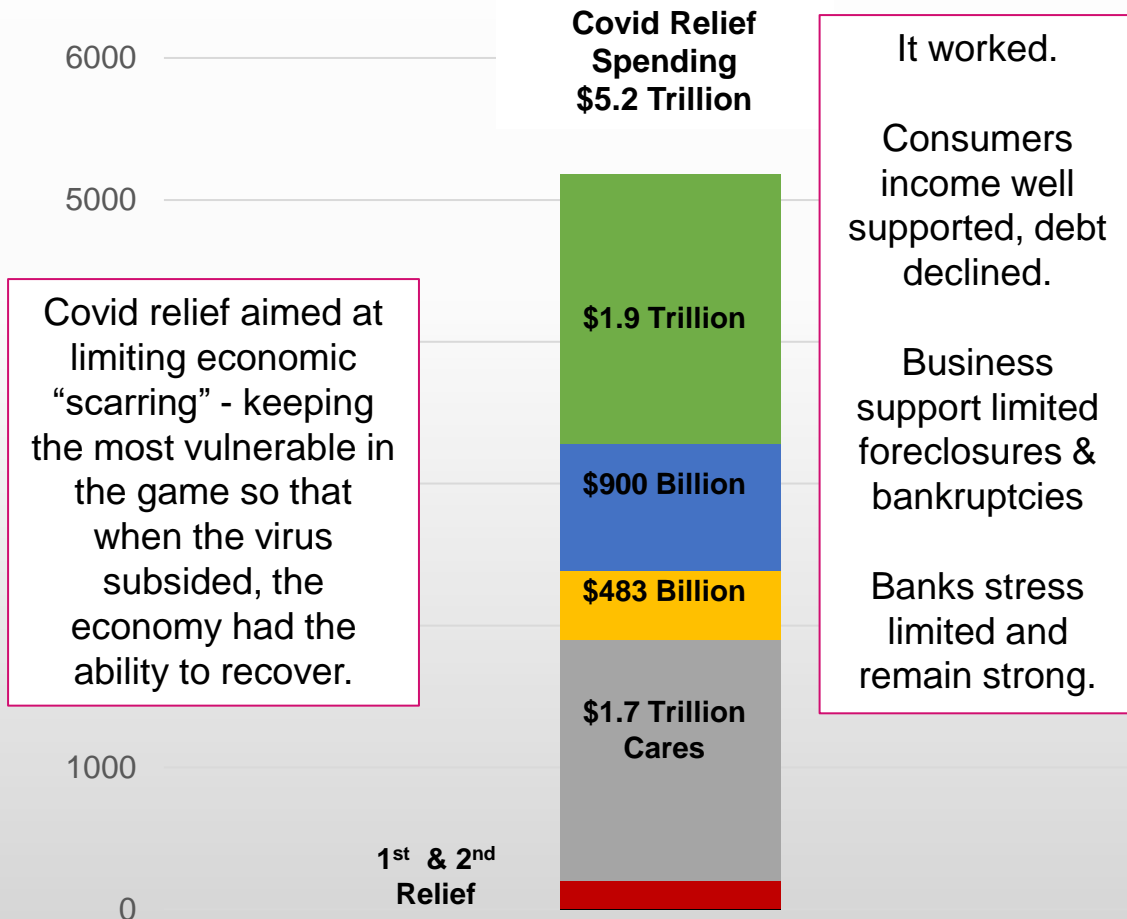 Covid Relief
Spending
$5.2 Trillion
6000
5000
1000
0
Covid relief aimed at
limiting economic
“scarring” - keeping
the most vulnerable in
the game so that
when the virus
subsided, the
economy had the
ability to recover.
$1.9 Trillion
$900 Billion
$483 Billion
$1.7 Trillion
Cares
1st & 2nd
Relief
It worked.
Consumers
income well
supported, debt
declined.
Business
support limited
foreclosures &
bankruptcies
Banks stress
limited and
remain strong.